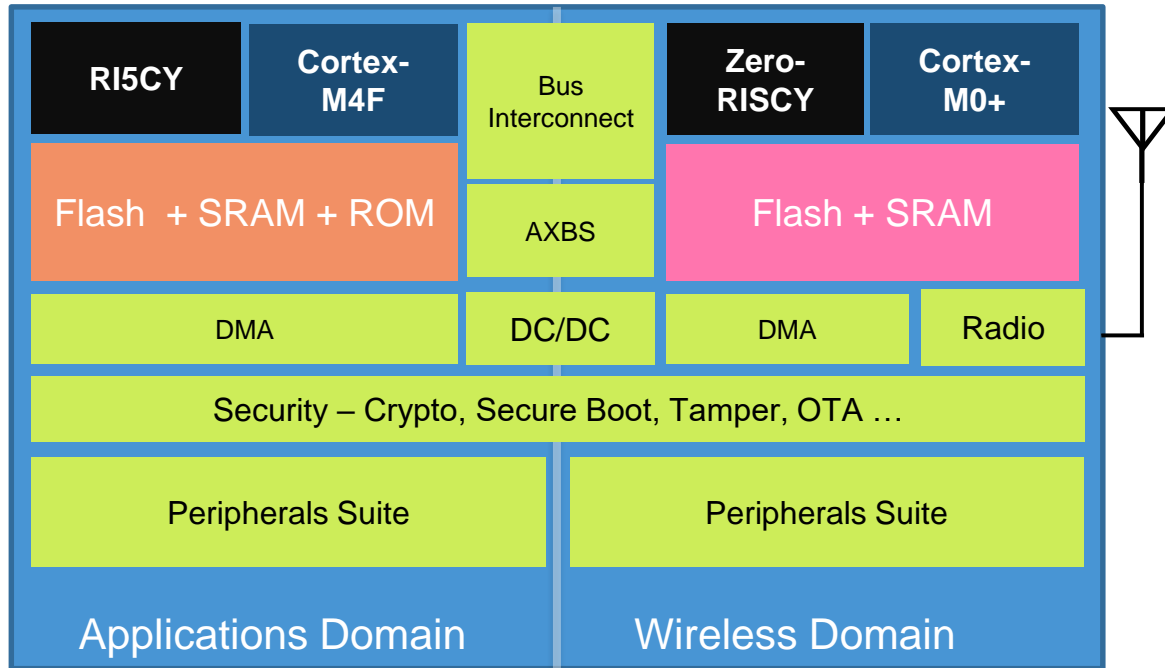 RI5CY
Cortex-
M4F
Bus
Interconnect
Zero-
RISCY
Cortex-
M0+
Flash + SRAM + ROM
AXBS
Flash + SRAM
DMA
DC/DC
DMA
Radio
Security – Crypto, Secure Boot, Tamper, OTA …
Peripherals Suite
Peripherals Suite
Applications Domain
Wireless Domain